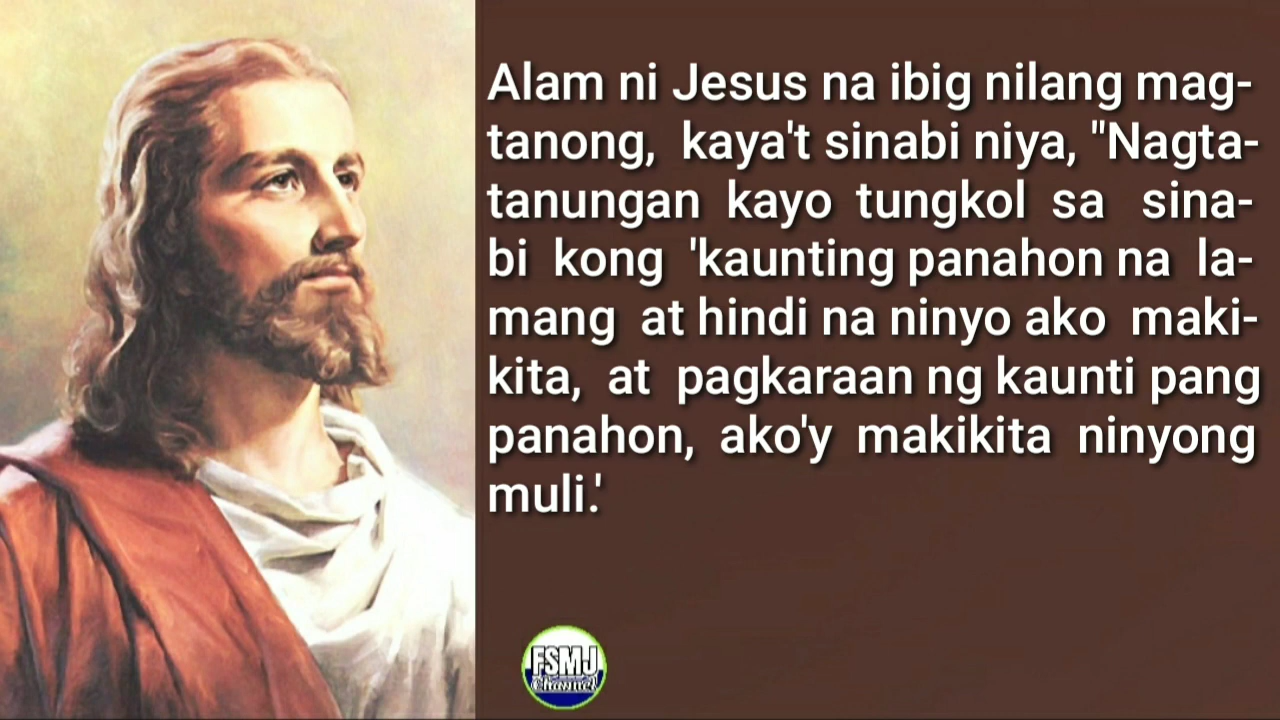 Alam ni Jesus na ibig nilang mag-
tanong, kaya't sinabi niya, "Nagta-
tanungan kayo tungkol sa sina-
bi kong 'kaunting panahon na la-
mang at hindi na ninyo ako maki-
kita, at pagkaraan ng kaunti pang
panahon, ako'y makikita ninyong
muli.'
FSMJ
Channel